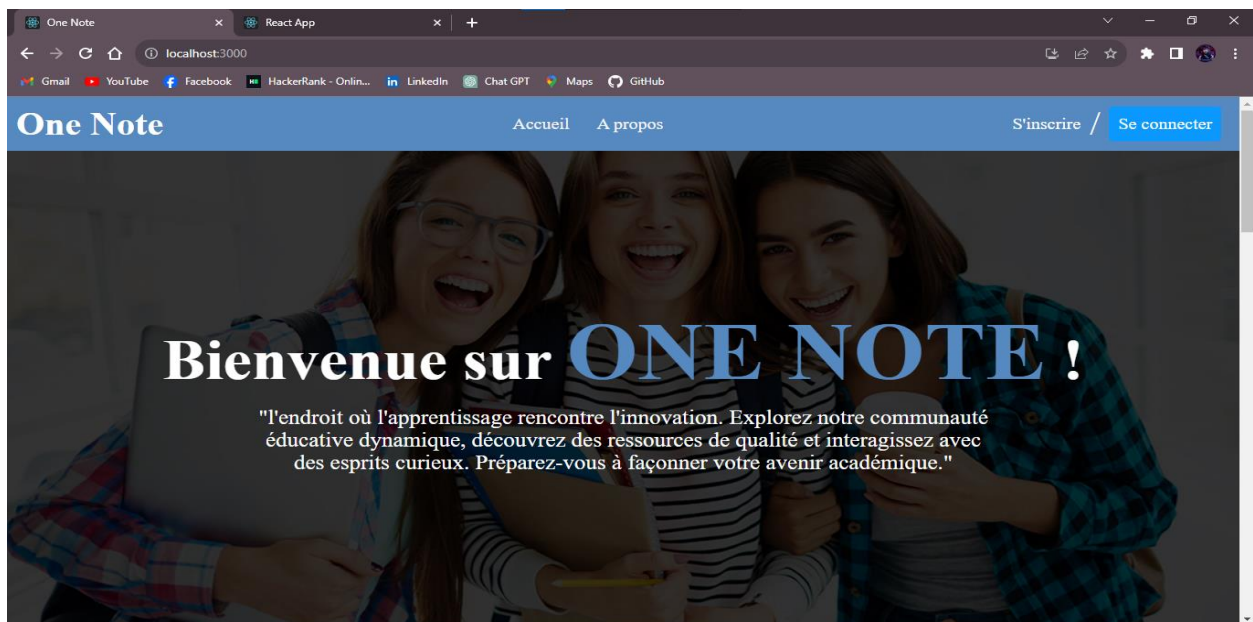 One Note
React App
localhost:3000
Gmail YouTube Facebook HackerRank - Onlin... LinkedIn Chat GPT Maps GitHub
One Note Accueil A propos S'inscrire / Se connecter
Bienvenue sur ONE NOTE !
"l'endroit où l'apprentissage rencontre l'innovation. Explorez notre communauté
éducative dynamique, découvrez des ressources de qualité et interagissez avec
des esprits curieux. Préparez-vous à façonner votre avenir académique."